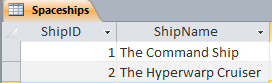 Spaceships
ShipID ShipName
1 The Command Ship
2 The Hyperwarp Cruiser